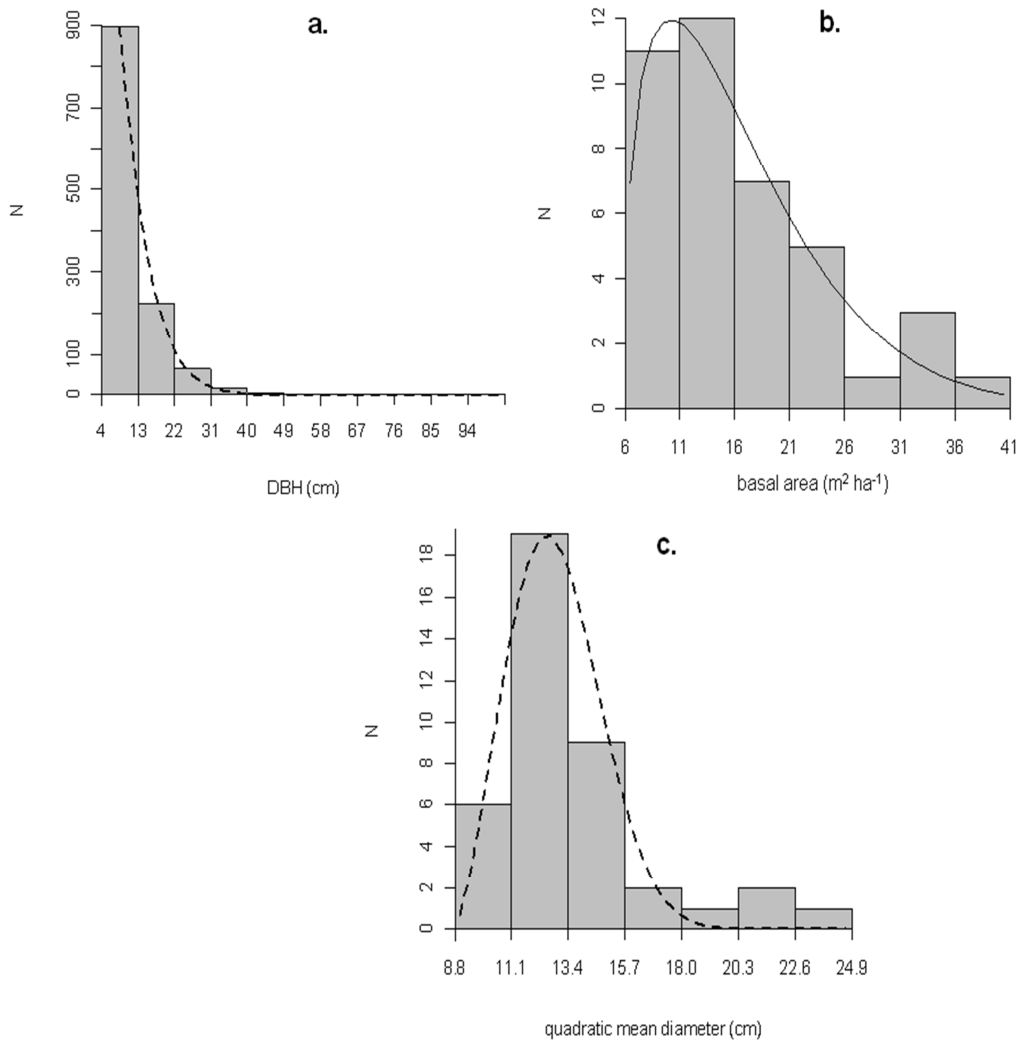 a.
900
700
500
300
100
0
N
4 13 22 31 40 49 58 67 76 85 94
DBH (cm)
b.
12
10
8
6
4
2
0
N
6 11 16 21 26 31 36 41
basal area (m² ha⁻¹)
c.
18
16
14
12
10
8
6
4
2
0
N
8.8 11.1 13.4 15.7 18.0 20.3 22.6 24.9
quadratic mean diameter (cm)